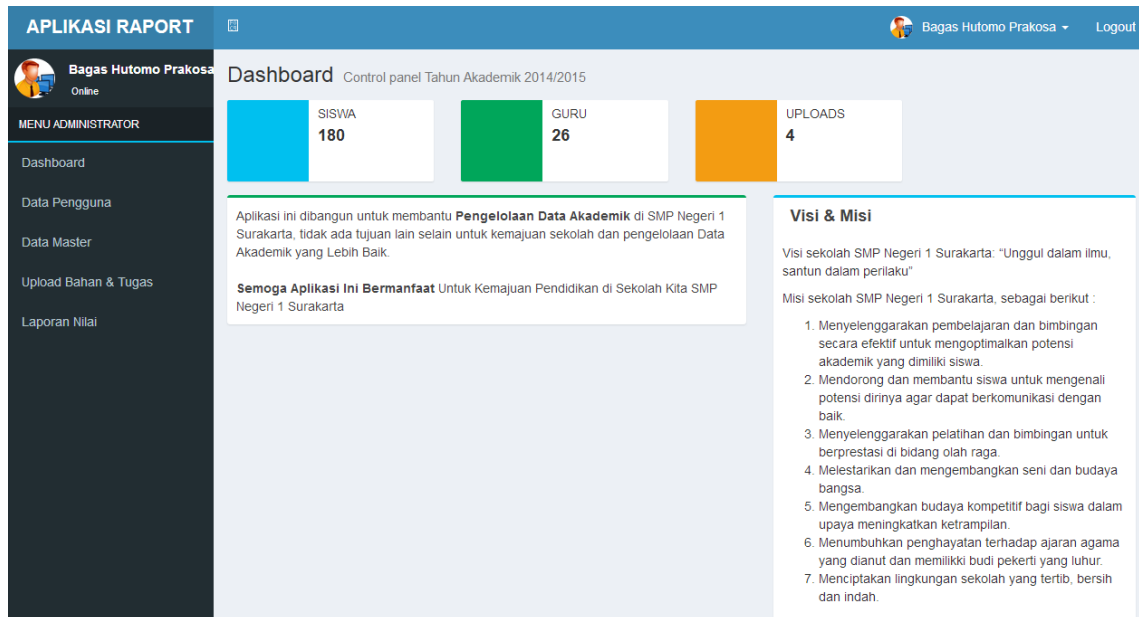 APLIKASI RAPORT
Bagas Hutomo Prakosa
Logout
Bagas Hutomo Prakosa
Online
MENU ADMINISTRATOR
Dashboard
Data Pengguna
Data Master
Upload Bahan & Tugas
Laporan Nilai
Dashboard Control panel Tahun Akademik 2014/2015
SISWA
180
GURU
26
UPLOADS
4
Aplikasi ini dibangun untuk membantu Pengelolaan Data Akademik di SMP Negeri 1
Surakarta, tidak ada tujuan lain selain untuk kemajuan sekolah dan pengelolaan Data
Akademik yang Lebih Baik.
Semoga Aplikasi Ini Bermanfaat Untuk Kemajuan Pendidikan di Sekolah Kita SMP
Negeri 1 Surakarta
Visi & Misi
Visi sekolah SMP Negeri 1 Surakarta: “Unggul dalam ilmu,
santun dalam perilaku”
Misi sekolah SMP Negeri 1 Surakarta, sebagai berikut :
1. Menyelenggarakan pembelajaran dan bimbingan
secara efektif untuk mengoptimalkan potensi
akademik yang dimiliki siswa.
2. Mendorong dan membantu siswa untuk mengenali
potensi dirinya agar dapat berkomunikasi dengan
baik.
3. Menyelenggarakan pelatihan dan bimbingan untuk
berprestasi di bidang olah raga.
4. Melestarikan dan mengembangkan seni dan budaya
bangsa.
5. Mengembangkan budaya kompetitif bagi siswa dalam
upaya meningkatkan ketrampilan.
6. Menumbuhkan penghayatan terhadap ajaran agama
yang dianut dan memilikki budi pekerti yang luhur.
7. Menciptakan lingkungan sekolah yang tertib, bersih
dan indah.